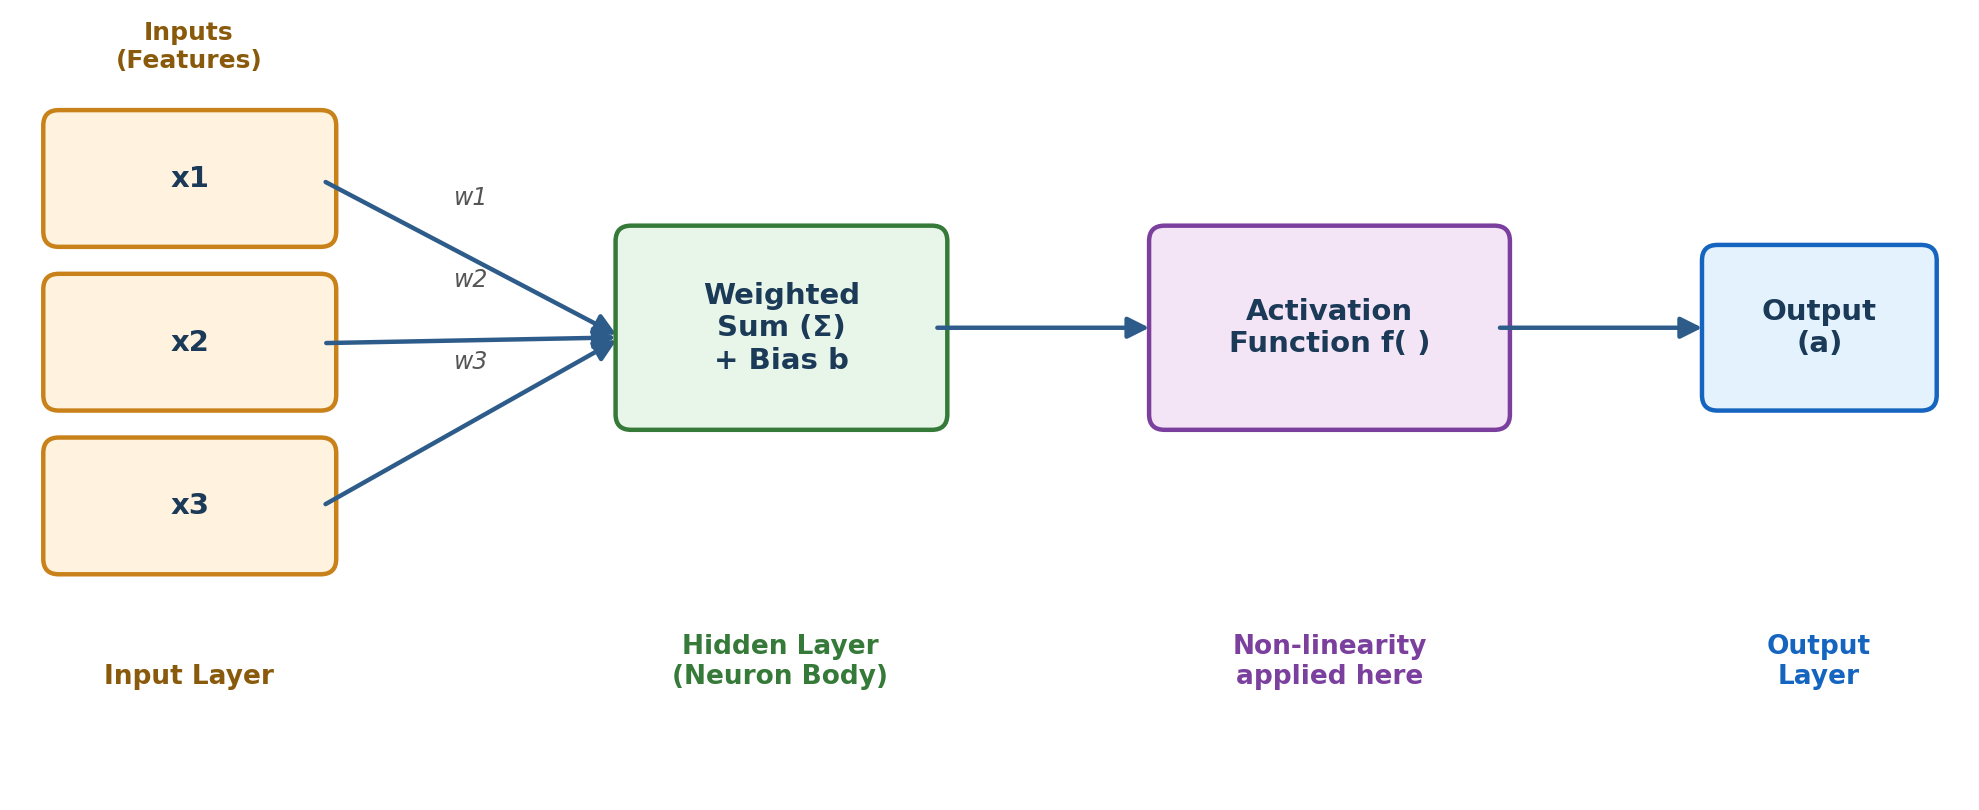 Inputs
(Features)
x1
x2
x3
w1
w2
w3
Weighted
Sum (Σ)
+ Bias b
Activation
Function f( )
Output
(a)
Input Layer
Hidden Layer
(Neuron Body)
Non-linearity
applied here
Output
Layer